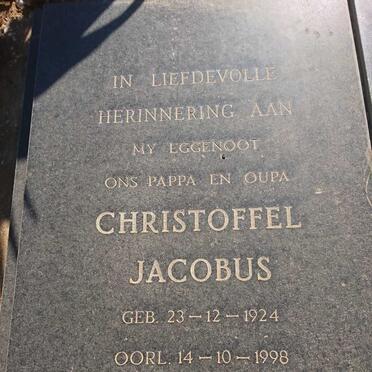 IN LIEFDEVOLLE
HERINNERING AAN
MY EGGENOOT
ONS PAPPA EN OUPA
CHRISTOFFEL
JACOBUS
GEB. 23-12-1924
OORL. 14-10-1998